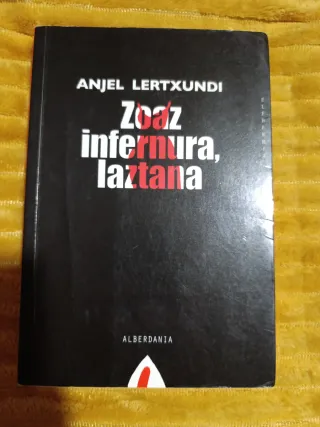 ANJEL LERTXUNDI
Zoaz
infernura,
laztana
ALBERDANIA